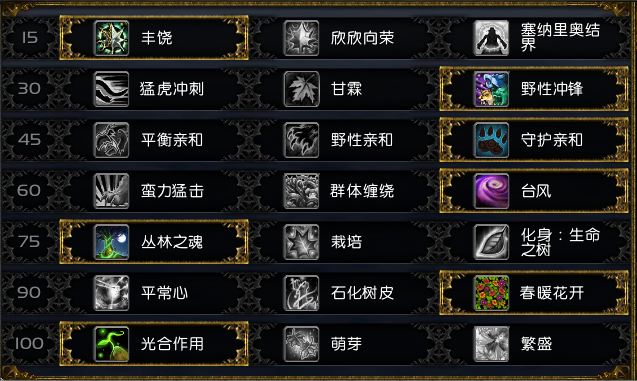 15 丰饶 欣欣向荣 塞纳里奥结
界
30 猛虎冲刺 甘霖 野性冲锋
45 平衡亲和 野性亲和 守护亲和
60 蛮力猛击 群体缠绕 台风
75 丛林之魂 栽培 化身：生命
之树
90 平常心 石化树皮 春暖花开
100 光合作用 萌芽 繁盛